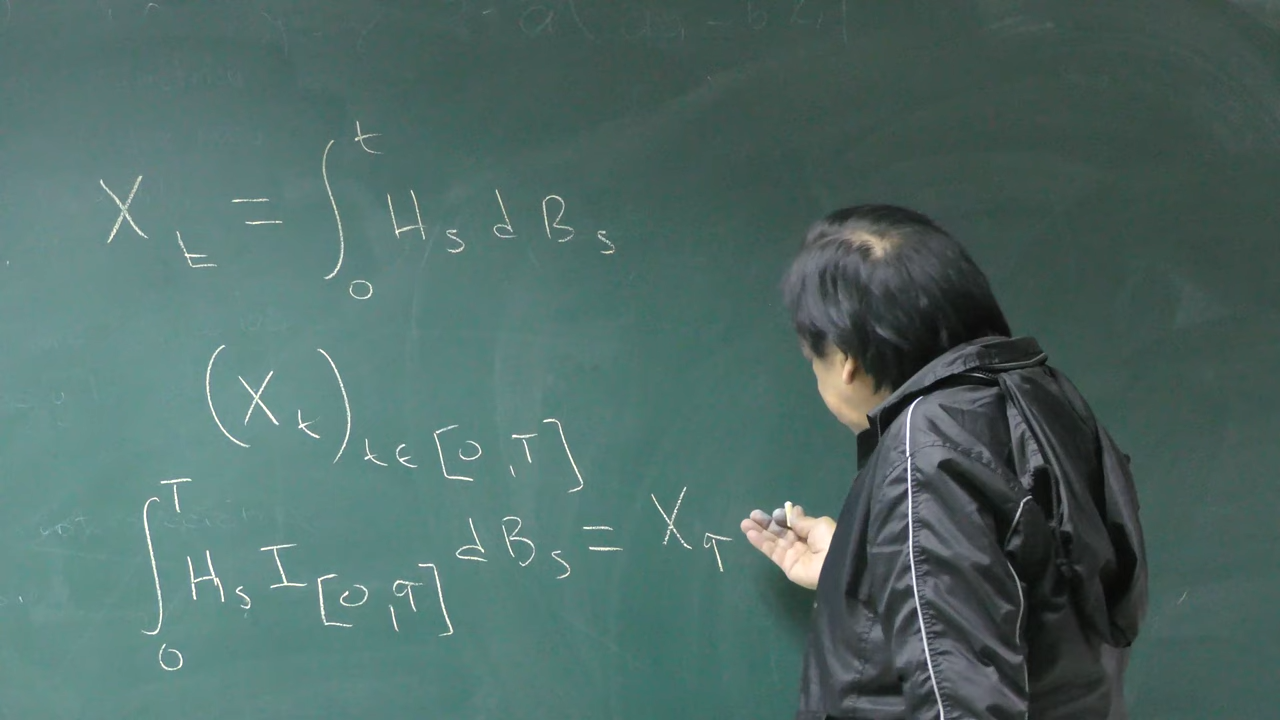 X_t = ∫_0^t H_s dB_s
(X_t)_{t∈[0,T]}
∫_0^T H_s I_{[0,τ]} dB_s = X_τ